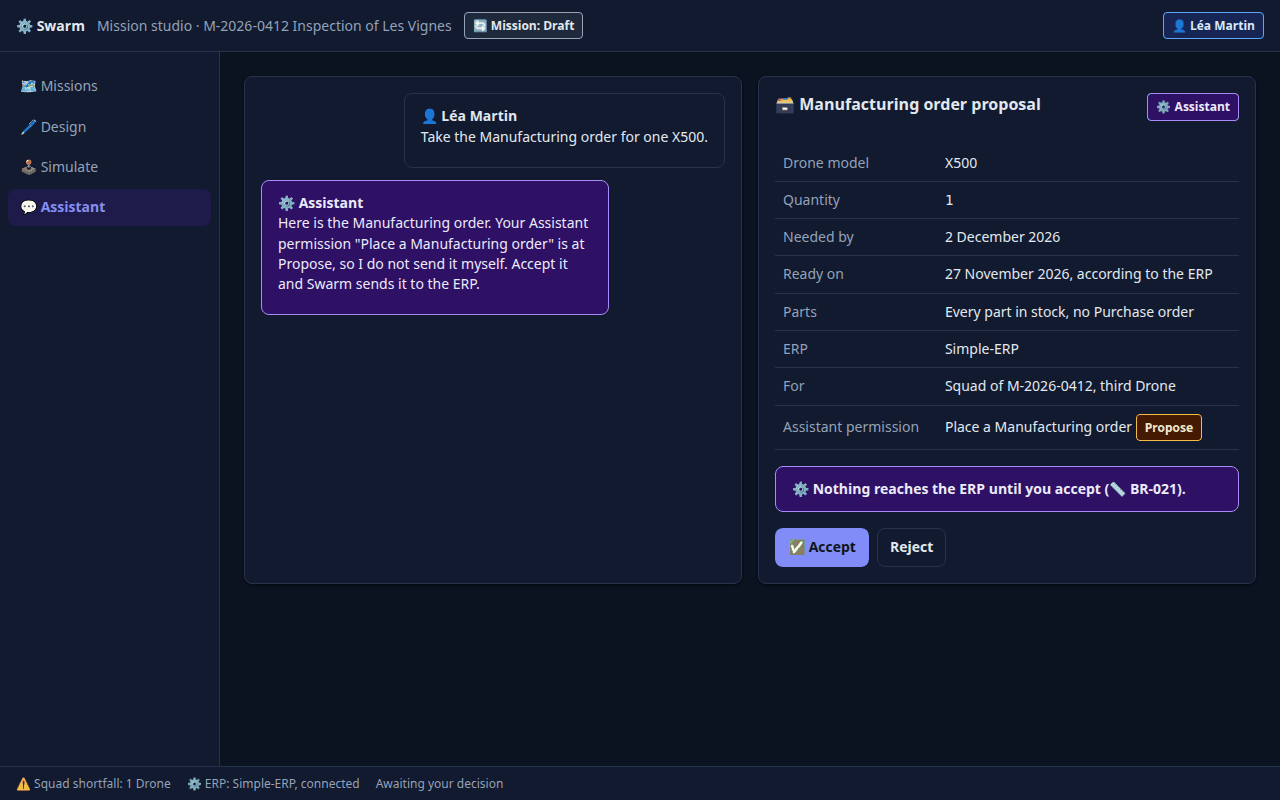 ⚙️ Swarm Mission studio · M-2026-0412 Inspection of Les Vignes 🔄 Mission: Draft 👤 Léa Martin
🗺️ Missions
🖊️ Design
🕹️ Simulate
💬 Assistant
👤 Léa Martin
Take the Manufacturing order for one X500.
⚙️ Assistant
Here is the Manufacturing order. Your Assistant
permission "Place a Manufacturing order" is at
Propose, so I do not send it myself. Accept it
and Swarm sends it to the ERP.
🗃️ Manufacturing order proposal ⚙️ Assistant
Drone model X500
Quantity 1
Needed by 2 December 2026
Ready on 27 November 2026, according to the ERP
Parts Every part in stock, no Purchase order
ERP Simple-ERP
For Squad of M-2026-0412, third Drone
Assistant permission Place a Manufacturing order Propose
⚙️ Nothing reaches the ERP until you accept (📏 BR-021).
✅ Accept Reject
⚠️ Squad shortfall: 1 Drone ⚙️ ERP: Simple-ERP, connected Awaiting your decision